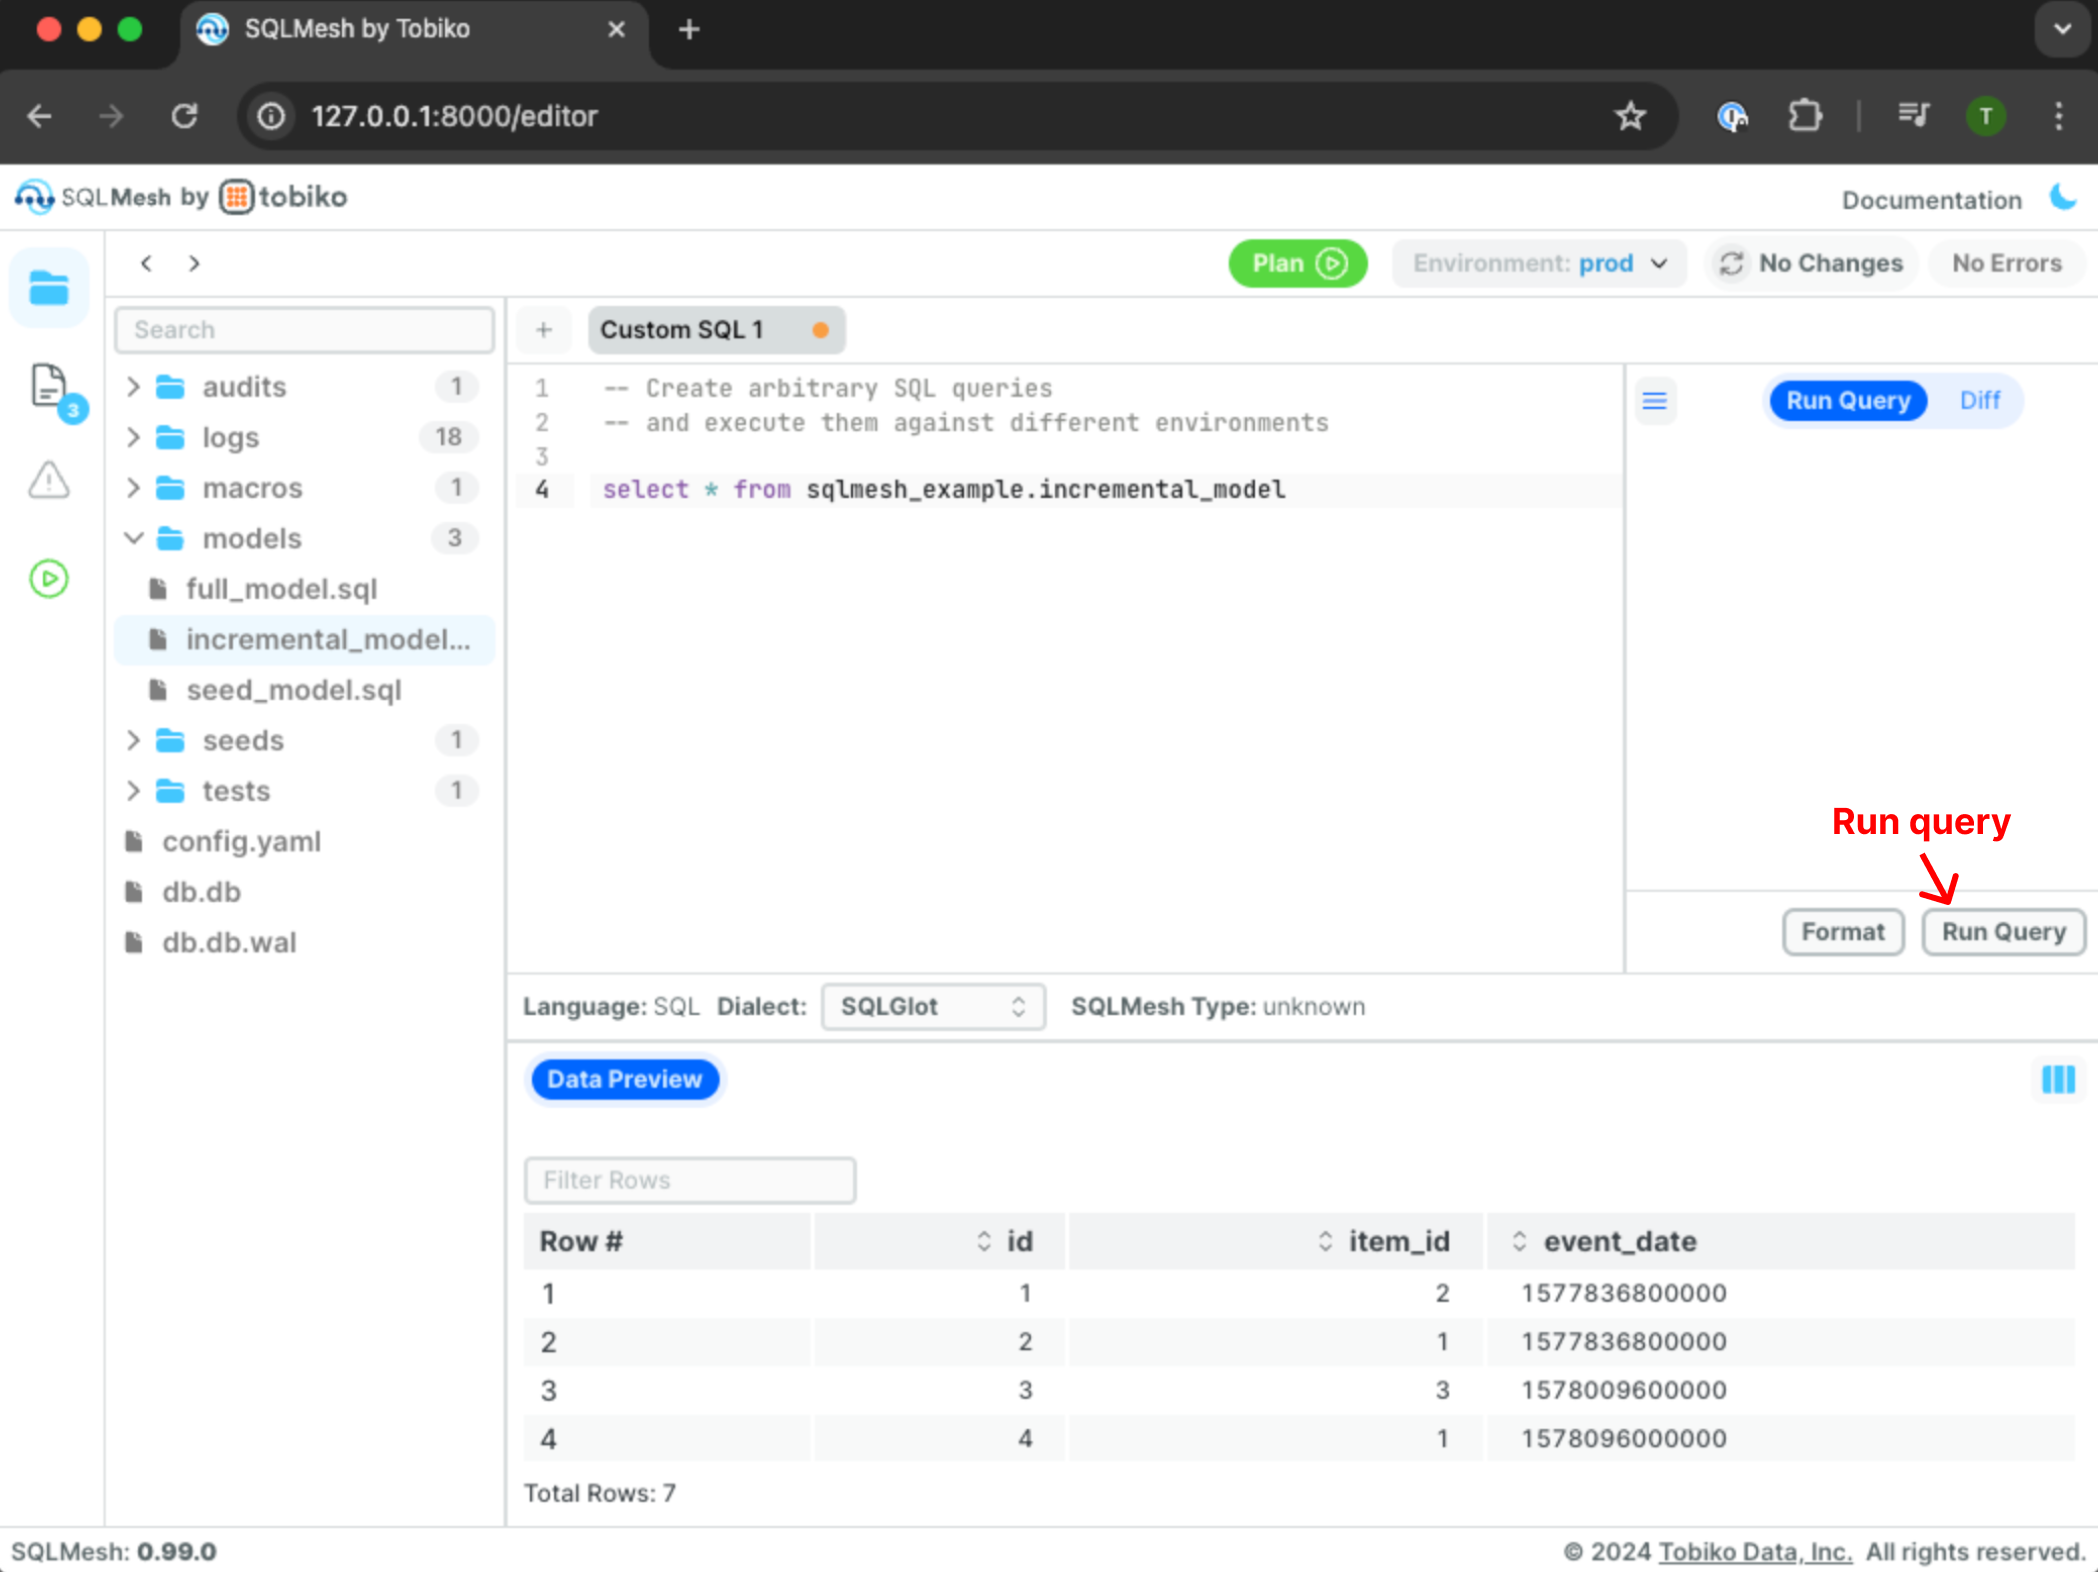 SQLMesh by Tobiko
127.0.0.1:8000/editor
T
SQLMesh by tobiko
Documentation
Plan
Environment: prod
No Changes
No Errors
Search
Custom SQL 1
audits 1
logs 18
macros 1
models 3
full_model.sql
incremental_model...
seed_model.sql
seeds 1
tests 1
config.yaml
db.db
db.db.wal
3
1 -- Create arbitrary SQL queries
2 -- and execute them against different environments
3
4 select * from sqlmesh_example.incremental_model
Run Query Diff
Run query
Format Run Query
Language: SQL Dialect: SQLGlot SQLMesh Type: unknown
Data Preview
Filter Rows
Row # id item_id event_date
1 1 2 1577836800000
2 2 1 1577836800000
3 3 3 1578009600000
4 4 1 1578096000000
Total Rows: 7
SQLMesh: 0.99.0
© 2024 Tobiko Data, Inc. All rights reserved.